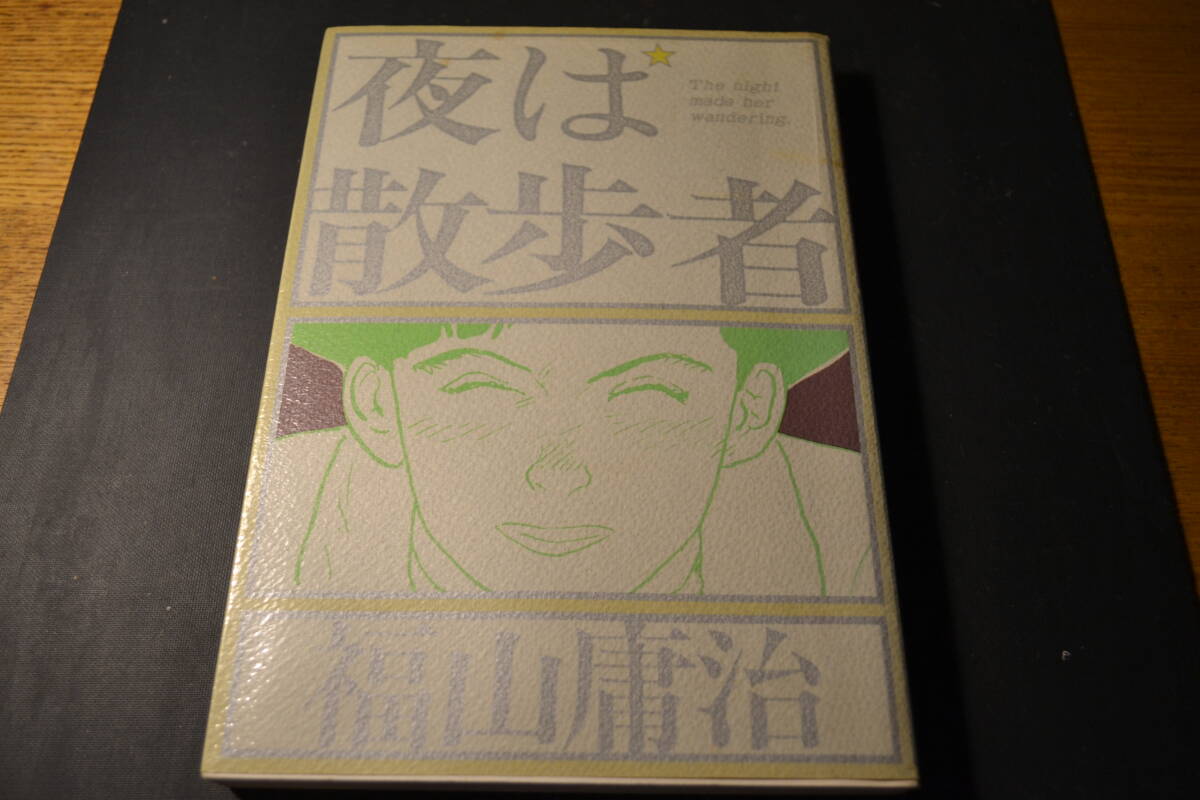 夜は
The night
made her
wandering.
散歩者
福山庸治